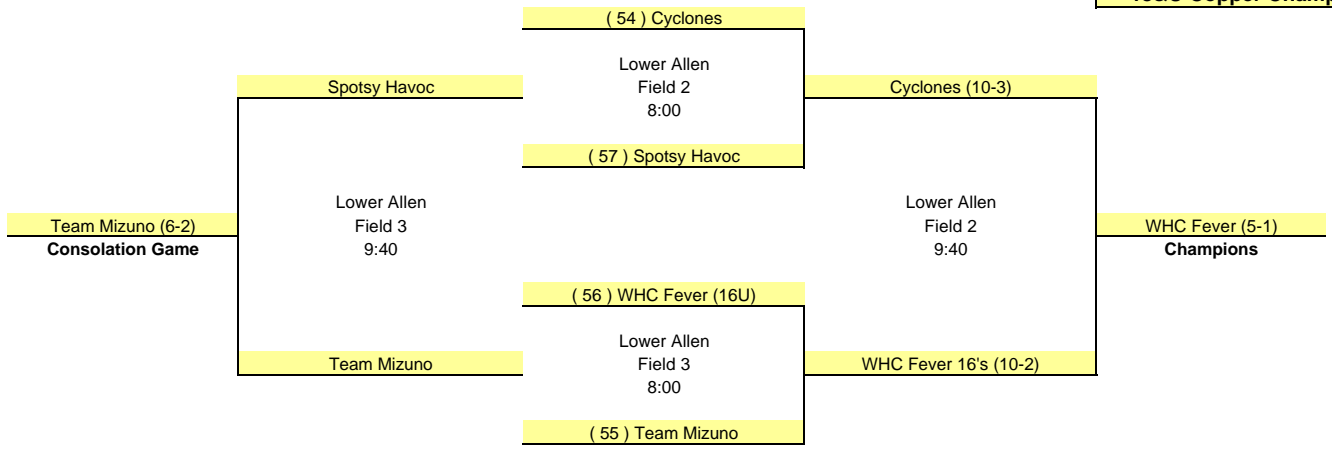 ( 54 ) Cyclones
Lower Allen
Spotsy Havoc
Field 2
Cyclones (10-3)
8:00
( 57 ) Spotsy Havoc
Lower Allen
Lower Allen
Team Mizuno (6-2)
Field 3
Field 2
WHC Fever (5-1)
Consolation Game
9:40
9:40
Champions
( 56 ) WHC Fever (16U)
Lower Allen
Team Mizuno
Field 3
WHC Fever 16's (10-2)
8:00
( 55 ) Team Mizuno